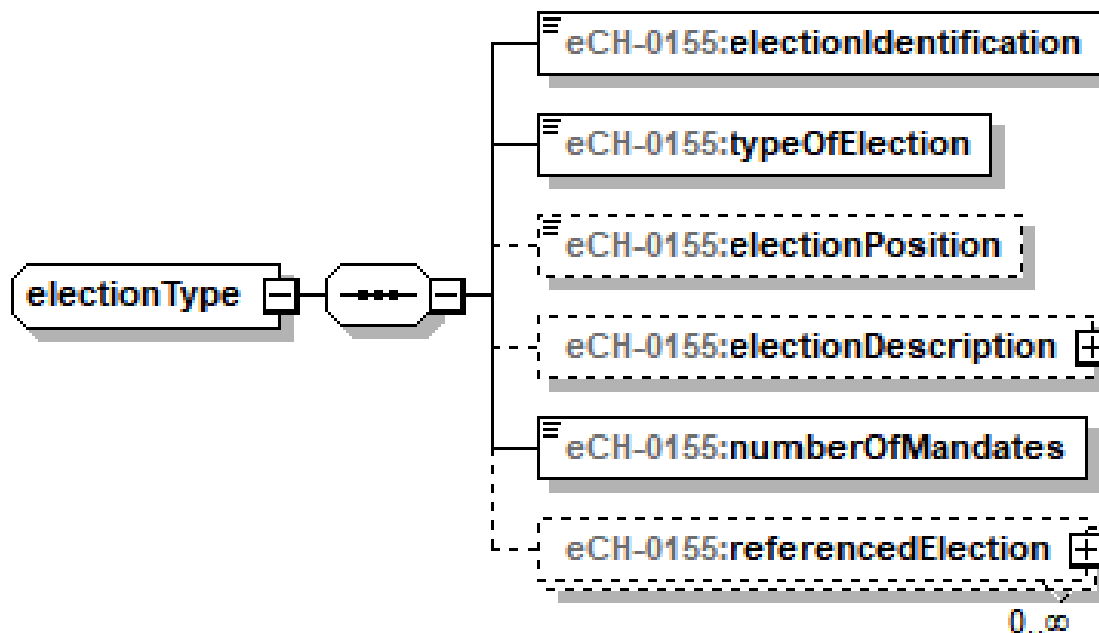 eCH-0155:electionIdentification
eCH-0155:typeOfElection
eCH-0155:electionPosition
electionType
eCH-0155:electionDescription
eCH-0155:numberOfMandates
eCH-0155:referencedElection
0..∞